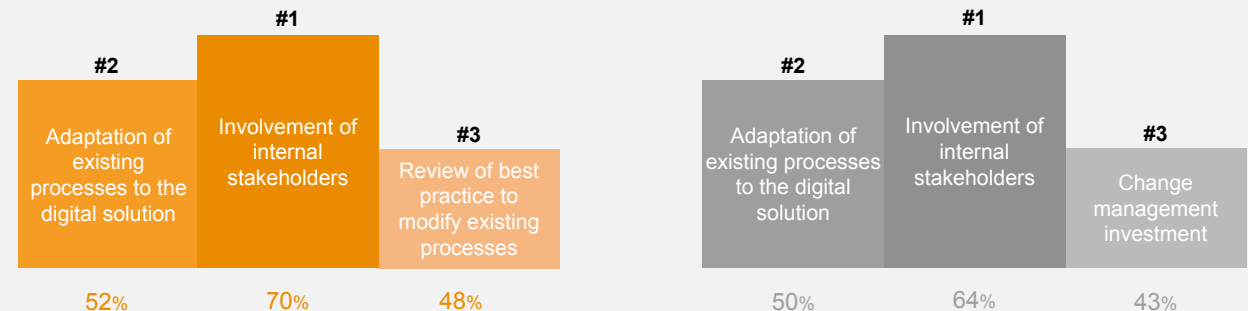 #2
Adaptation of
existing
processes to the
digital solution
52%
#1
Involvement of
internal
stakeholders
70%
#3
Review of best
practice to
modify existing
processes
48%
#2
Adaptation of
existing processes
to the digital
solution
50%
#1
Involvement of
internal
stakeholders
64%
#3
Change
management
investment
43%